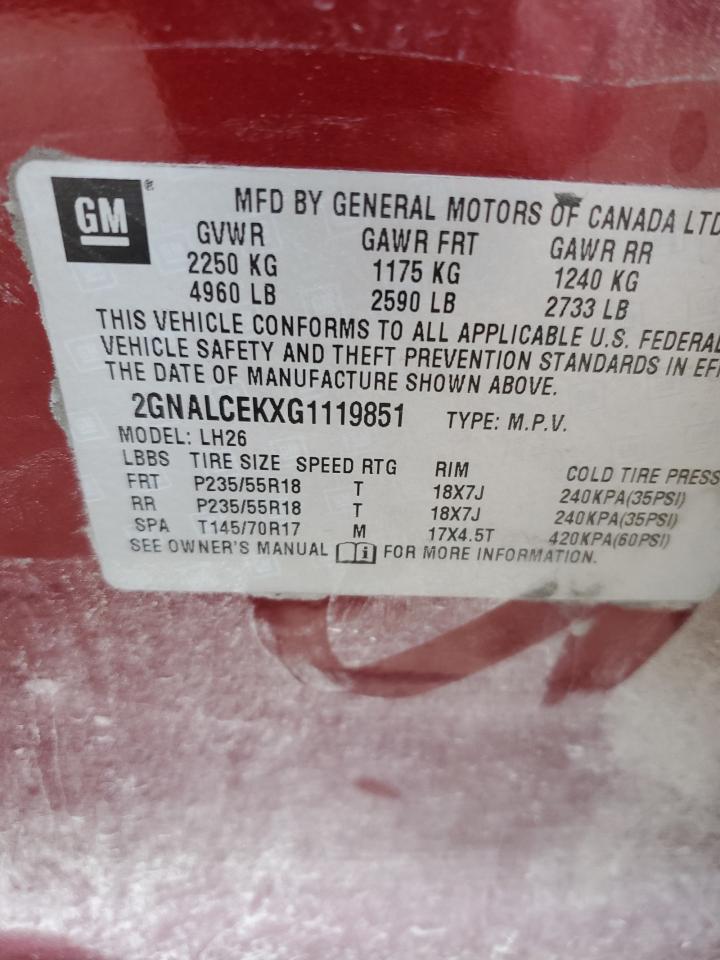 GM ® MFD BY GENERAL MOTORS OF CANADA LTD
GVWR GAWR FRT GAWR RR
2250 KG 1175 KG 1240 KG
4960 LB 2590 LB 2733 LB
THIS VEHICLE CONFORMS TO ALL APPLICABLE U.S. FEDERAL
VEHICLE SAFETY AND THEFT PREVENTION STANDARDS IN EFF
THE DATE OF MANUFACTURE SHOWN ABOVE.
2GNALCEKXG1119851 TYPE: M.P.V.
MODEL: LH26
LBBS TIRE SIZE SPEED RTG RIM COLD TIRE PRESS
FRT P235/55R18 T 18X7J 240KPA(35PSI)
RR P235/55R18 T 18X7J 240KPA(35PSI)
SPA T145/70R17 M 17X4.5T 420KPA(60PSI)
SEE OWNER'S MANUAL FOR MORE INFORMATION.